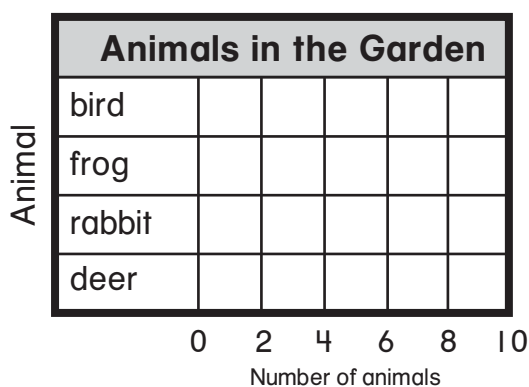 Animals in the Garden
Animal
bird
frog
rabbit
deer
0 2 4 6 8 10
Number of animals